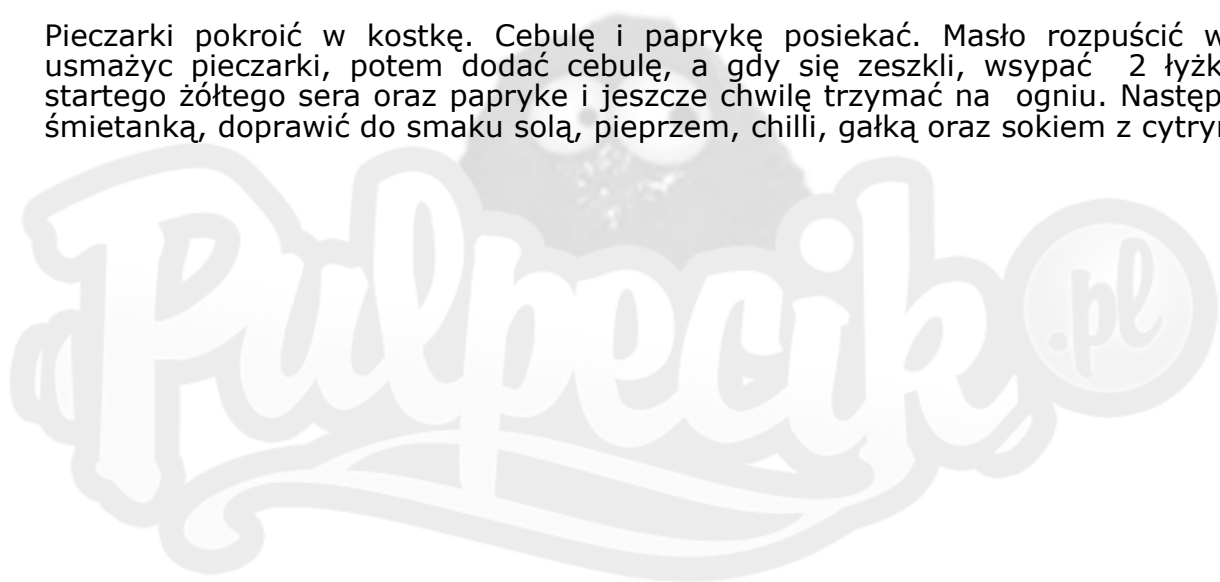 Pieczarki pokroić w kostkę. Cebulę i paprykę posiekać. Masło rozpuścić w
usmażyc pieczarki, potem dodać cebulę, a gdy się zeszkli, wsypać 2 łyżk
startego żółtego sera oraz papryke i jeszcze chwilę trzymać na ogniu. Następ
śmietanką, doprawić do smaku solą, pieprzem, chilli, gałką oraz sokiem z cytryn
Pulpecik.pl